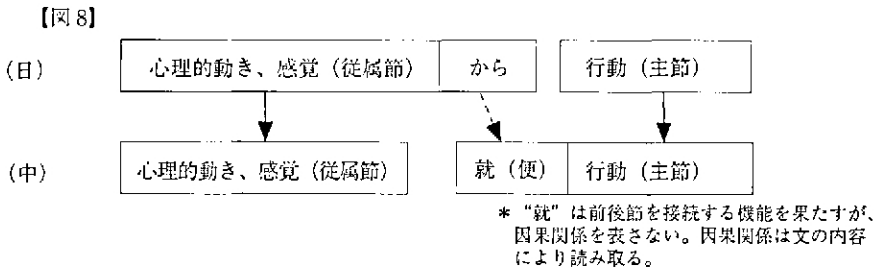 【図8】
(日) 心理的動き、感覚(従属節) から 行動(主節)
(中) 心理的動き、感覚(従属節) 就(便) 行動(主節)
* “就”は前後節を接続する機能を果たすが、
因果関係を表さない。因果関係は文の内容
により読み取る。